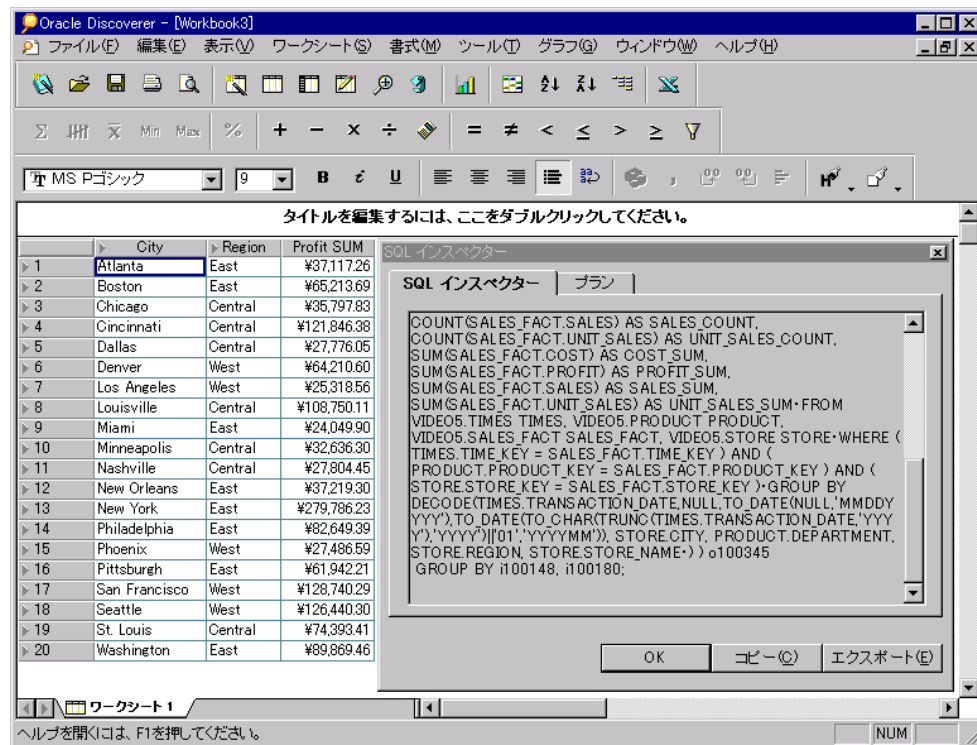 Oracle Discoverer - [Workbook3]
ファイル(F) 編集(E) 表示(V) ワークシート(S) 書式(M) ツール(T) グラフ(G) ウィンドウ(W) ヘルプ(H)
Σ Min Max % + − × ÷ = ≠ < ≤ > ≥
MS Pゴシック 9 B i U
タイトルを編集するには、ここをダブルクリックしてください。
City Region Profit SUM
1 Atlanta East ¥37,117.26
2 Boston East ¥65,213.69
3 Chicago Central ¥35,797.83
4 Cincinnati Central ¥121,846.38
5 Dallas Central ¥27,776.05
6 Denver West ¥64,210.60
7 Los Angeles West ¥25,318.56
8 Louisville Central ¥108,750.11
9 Miami East ¥24,049.90
10 Minneapolis Central ¥32,636.30
11 Nashville Central ¥27,804.45
12 New Orleans East ¥37,219.30
13 New York East ¥279,786.23
14 Philadelphia East ¥82,649.39
15 Phoenix West ¥27,486.59
16 Pittsburgh East ¥61,942.21
17 San Francisco West ¥128,740.29
18 Seattle West ¥126,440.30
19 St. Louis Central ¥74,393.41
20 Washington East ¥89,869.46
SQL インスペクター
SQL インスペクター プラン
COUNT(SALES_FACT.SALES) AS SALES_COUNT,
COUNT(SALES_FACT.UNIT_SALES) AS UNIT_SALES_COUNT,
SUM(SALES_FACT.COST) AS COST_SUM,
SUM(SALES_FACT.PROFIT) AS PROFIT_SUM,
SUM(SALES_FACT.SALES) AS SALES_SUM,
SUM(SALES_FACT.UNIT_SALES) AS UNIT_SALES_SUM・FROM
VIDEO5.TIMES TIMES, VIDEO5.PRODUCT PRODUCT,
VIDEO5.SALES_FACT SALES_FACT, VIDEO5.STORE STORE・WHERE (
TIMES.TIME_KEY = SALES_FACT.TIME_KEY ) AND (
PRODUCT.PRODUCT_KEY = SALES_FACT.PRODUCT_KEY ) AND (
STORE.STORE_KEY = SALES_FACT.STORE_KEY )・GROUP BY
DECODE(TIMES.TRANSACTION_DATE,NULL,TO_DATE(NULL,'MMDDY
YYY'),TO_DATE(TO_CHAR(TRUNC(TIMES.TRANSACTION_DATE,'YYY
Y'),'YYYY')||'01','YYYYMM')), STORE.CITY, PRODUCT.DEPARTMENT,
STORE.REGION, STORE.STORE_NAME・) ) o100345
GROUP BY i100148, i100180;
OK コピー(C) エクスポート(E)
ワークシート 1
ヘルプを開くには、F1を押してください。 NUM